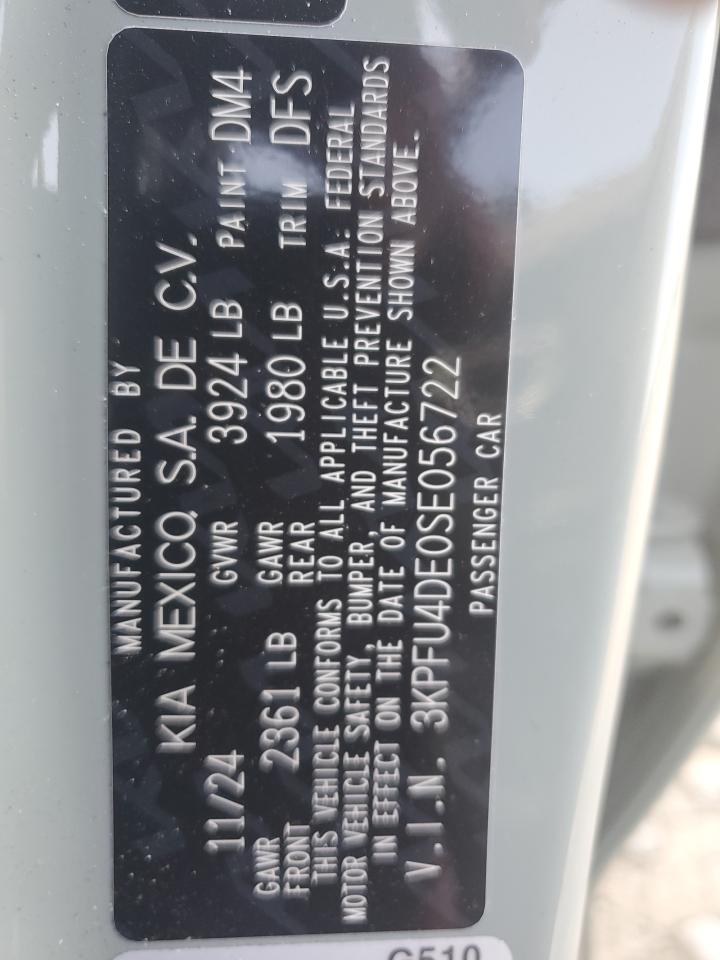 MANUFACTURED BY
KIA MEXICO, S.A. DE C.V.
11/24 GVWR 3924 LB PAINT DM4
GAWR FRONT 2361 LB GAWR REAR 1980 LB TRIM DFS
THIS VEHICLE CONFORMS TO ALL APPLICABLE U.S.A. FEDERAL
MOTOR VEHICLE SAFETY, BUMPER, AND THEFT PREVENTION STANDARDS
IN EFFECT ON THE DATE OF MANUFACTURE SHOWN ABOVE.
V.I.N. 3KPFU4DE0SE056722
PASSENGER CAR
G510